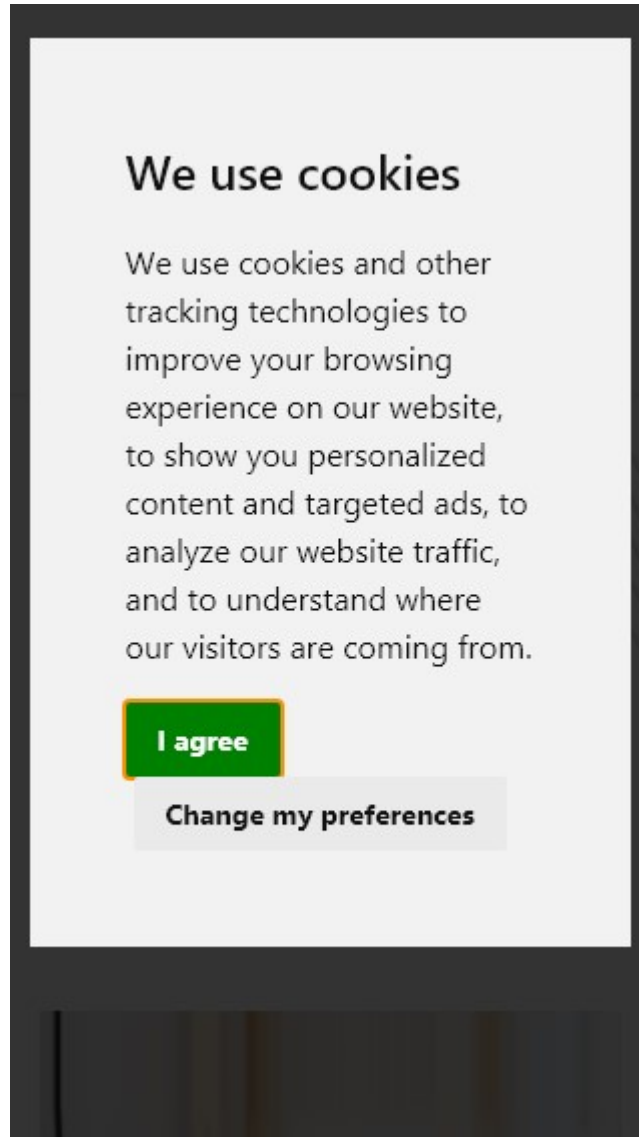 We use cookies
We use cookies and other
tracking technologies to
improve your browsing
experience on our website,
to show you personalized
content and targeted ads, to
analyze our website traffic,
and to understand where
our visitors are coming from.
I agree
Change my preferences